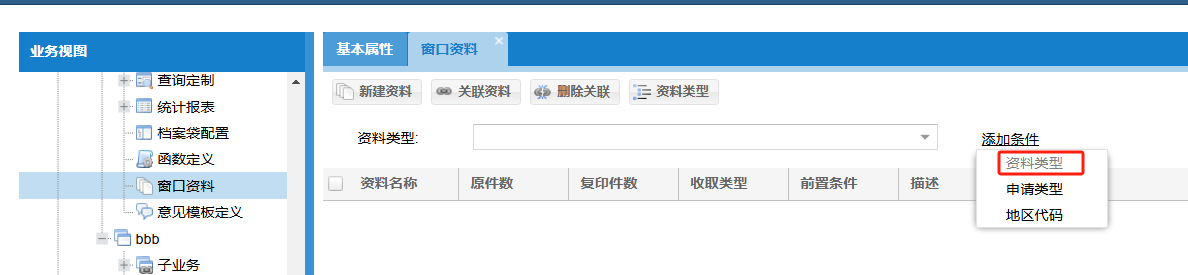 业务视图
查询定制
统计报表
档案袋配置
函数定义
窗口资料
意见模板定义
bbb
子业务
基本属性 窗口资料
新建资料 关联资料 删除关联 资料类型
资料类型: 添加条件
资料类型
申请类型
地区代码
资料名称 原件数 复印件数 收取类型 前置条件 描述